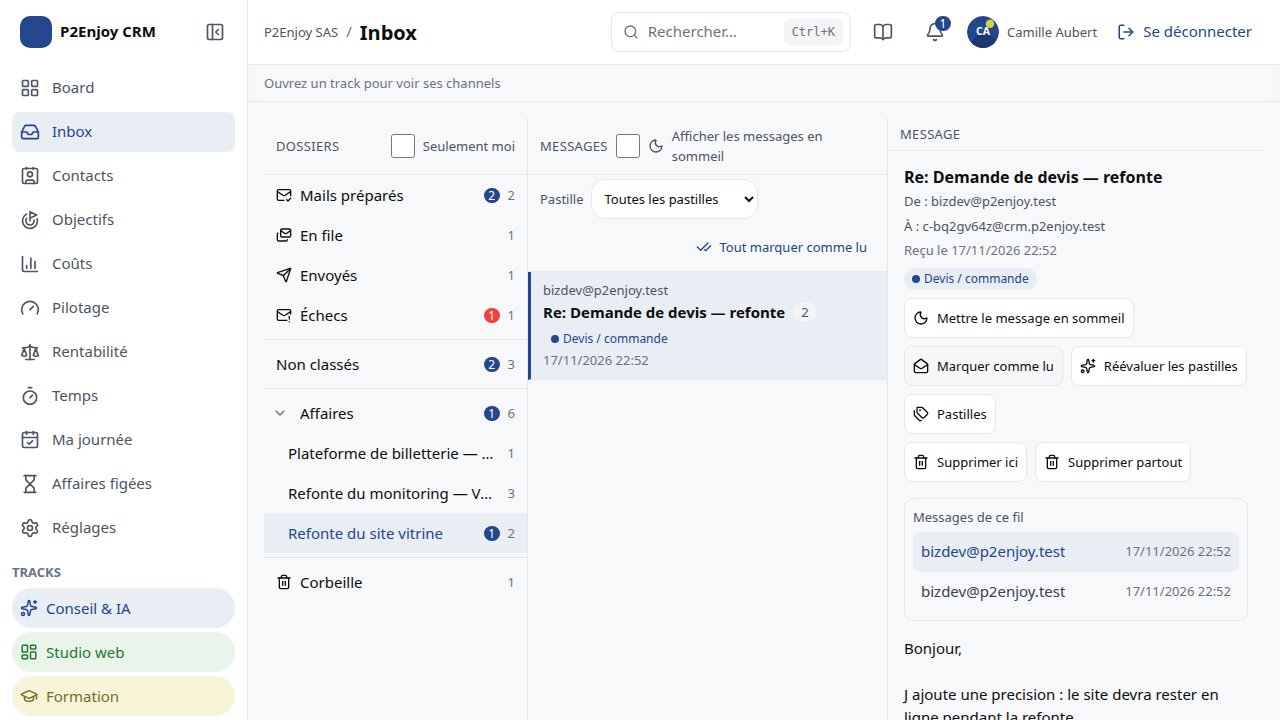 P2Enjoy CRM
Board
Inbox
Contacts
Objectifs
Coûts
Pilotage
Rentabilité
Temps
Ma journée
Affaires figées
Réglages
TRACKS
Conseil & IA
Studio web
Formation
P2Enjoy SAS / Inbox
Rechercher... Ctrl+K
1
CA Camille Aubert
Se déconnecter
Ouvrez un track pour voir ses channels
DOSSIERS Seulement moi
Mails préparés 2 2
En file 1
Envoyés 1
Échecs 1 1
Non classés 2 3
Affaires 1 6
Plateforme de billetterie — ... 1
Refonte du monitoring — V... 3
Refonte du site vitrine 1 2
Corbeille 1
MESSAGES Afficher les messages en
sommeil
Pastille Toutes les pastilles
Tout marquer comme lu
bizdev@p2enjoy.test
Re: Demande de devis — refonte 2
Devis / commande
17/11/2026 22:52
MESSAGE
Re: Demande de devis — refonte
De : bizdev@p2enjoy.test
À : c-bq2gv64z@crm.p2enjoy.test
Reçu le 17/11/2026 22:52
Devis / commande
Mettre le message en sommeil
Marquer comme lu Réévaluer les pastilles
Pastilles
Supprimer ici Supprimer partout
Messages de ce fil
bizdev@p2enjoy.test 17/11/2026 22:52
bizdev@p2enjoy.test 17/11/2026 22:52
Bonjour,
J ajoute une precision : le site devra rester en
ligne pendant la refonte.